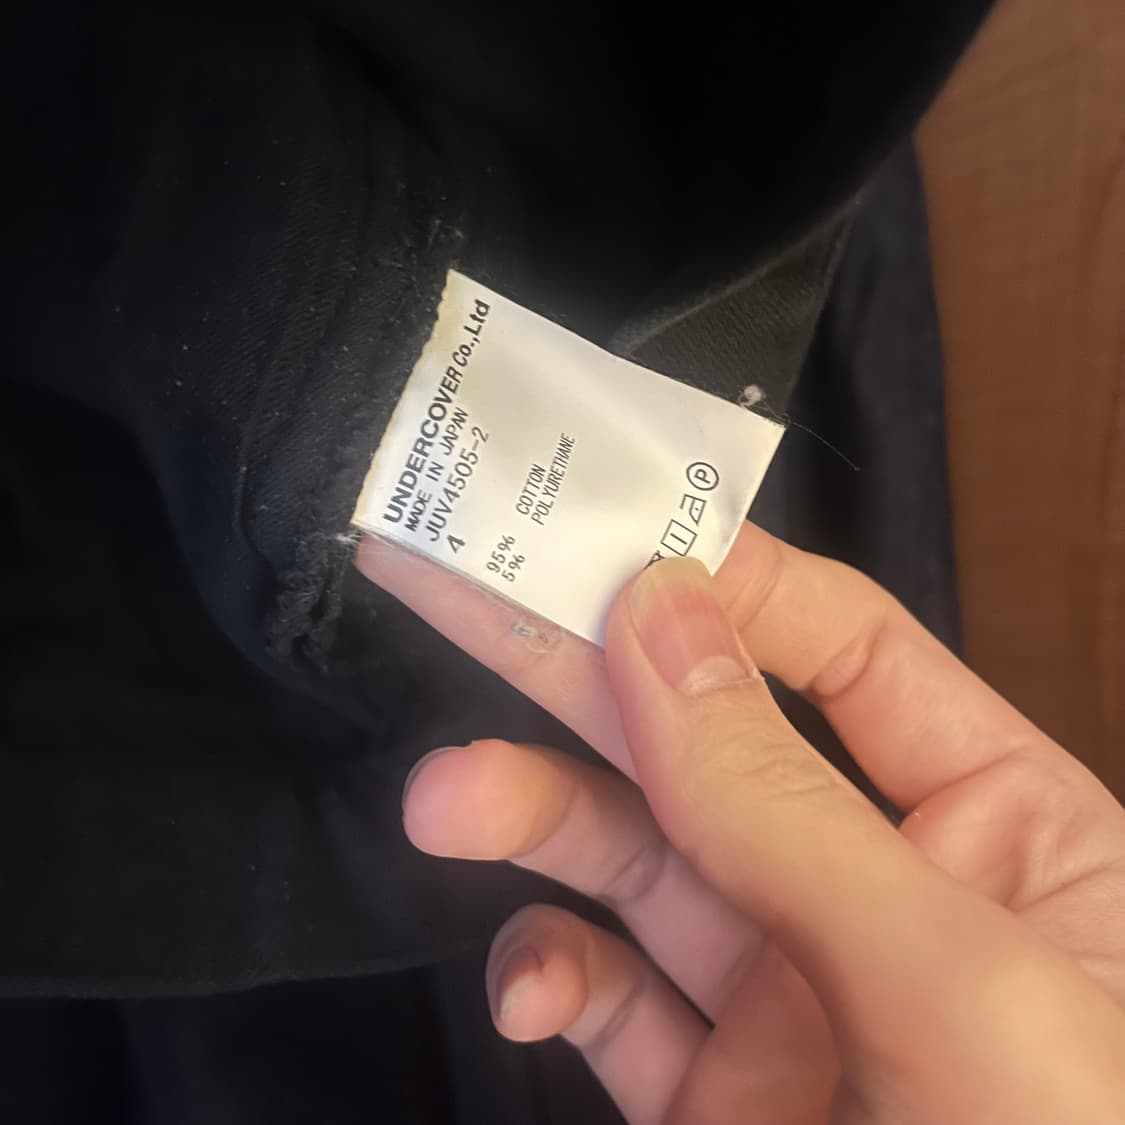 UNDERCOVER Co.,Ltd
MADE IN JAPAN
JUV4505-2
4
95% COTTON
5% POLYURETHANE
P